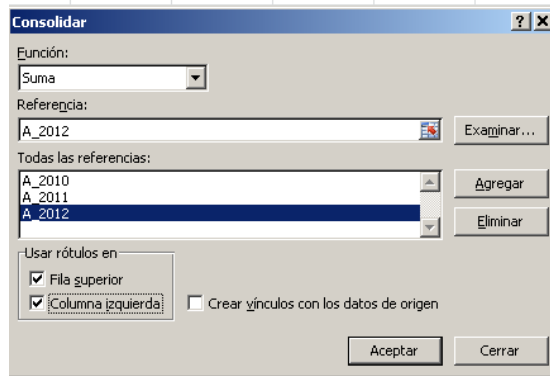 Consolidar
Función:
Suma
Referencia:
A_2012
Examinar...
Todas las referencias:
A_2010
A_2011
A_2012
Agregar
Eliminar
Usar rótulos en
Fila superior
Columna izquierda
Crear vínculos con los datos de origen
Aceptar
Cerrar